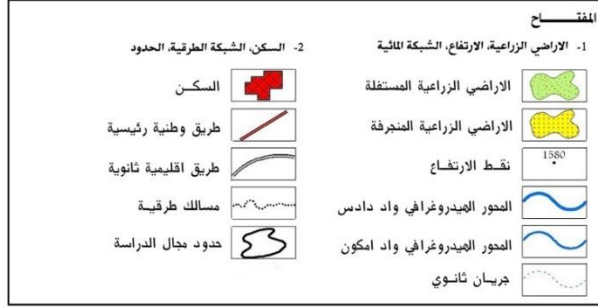 المفتـــــــاح
1- الاراضي الزراعية، الارتفاع، الشبكة المائية
الاراضي الزراعية المستغلة
الاراضي الزراعية المنجرفة
1580
نقـط الارتفـاع
المحور الهيدروغرافي واد دادس
المحور الهيدروغرافي واد امكون
جريـان ثانـوي
2- السكن، الشبكة الطرقية، الحدود
السكـن
طريق وطنية رئيسية
طريق اقليمية ثانوية
مسالك طرقيـة
حدود مجال الدراسة